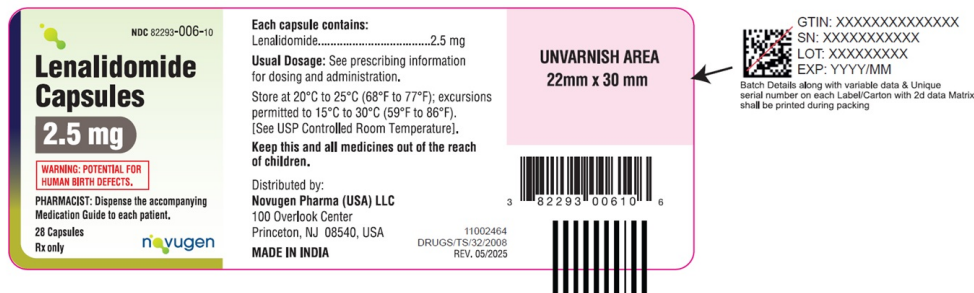 NDC 82293-006-10
Lenalidomide
Capsules
2.5 mg
WARNING: POTENTIAL FOR
HUMAN BIRTH DEFECTS.
PHARMACIST: Dispense the accompanying
Medication Guide to each patient.
28 Capsules
Rx only
novugen
Each capsule contains:
Lenalidomide..................................2.5 mg
Usual Dosage: See prescribing information
for dosing and administration.
Store at 20°C to 25°C (68°F to 77°F); excursions
permitted to 15°C to 30°C (59°F to 86°F).
[See USP Controlled Room Temperature].
Keep this and all medicines out of the reach
of children.
Distributed by:
Novugen Pharma (USA) LLC
100 Overlook Center
Princeton, NJ 08540, USA
MADE IN INDIA
11002464
DRUGS/TS/32/2008
REV. 05/2025
UNVARNISH AREA
22mm x 30 mm
3 82293 00610 6
GTIN: XXXXXXXXXXXXXX
SN: XXXXXXXXXXX
LOT: XXXXXXXXX
EXP: YYYY/MM
Batch Details along with variable data & Unique
serial number on each Label/Carton with 2d data Matrix
shall be printed during packing